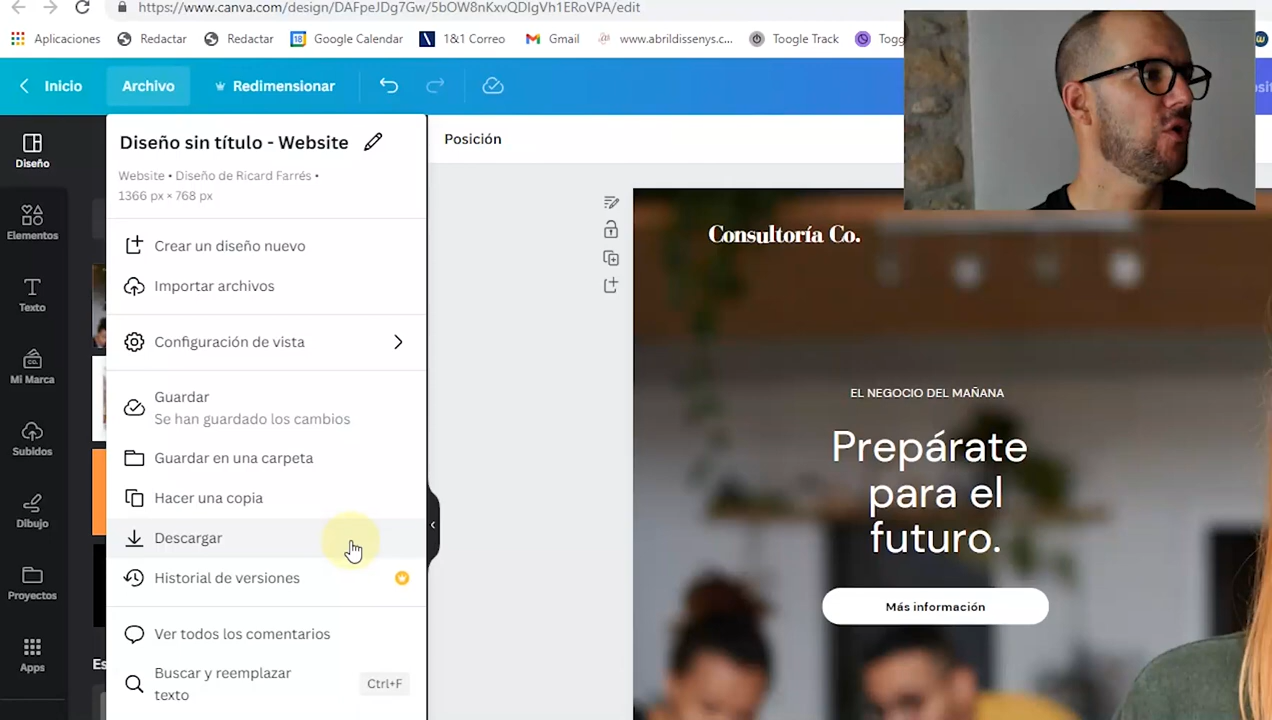 https://www.canva.com/design/DAFpeJDg7Gw/5bOW8nKxvQDIgVh1ERoVPA/edit
Aplicaciones
Redactar
Redactar
18
Google Calendar
1&1 Correo
Gmail
www.abrildissenys.c...
Toogle Track
Togg
Inicio
Archivo
Redimensionar
Diseño sin título - Website
Website • Diseño de Ricard Farrés •
1366 px × 768 px
Crear un diseño nuevo
Importar archivos
Configuración de vista
Guardar
Se han guardado los cambios
Guardar en una carpeta
Hacer una copia
Descargar
Historial de versiones
Ver todos los comentarios
Buscar y reemplazar
texto
Ctrl+F
Diseño
Elementos
Texto
CO.
Mi Marca
Subidos
Dibujo
Proyectos
Apps
Es
Posición
Consultoría Co.
EL NEGOCIO DEL MAÑANA
Prepárate
para el
futuro.
Más información